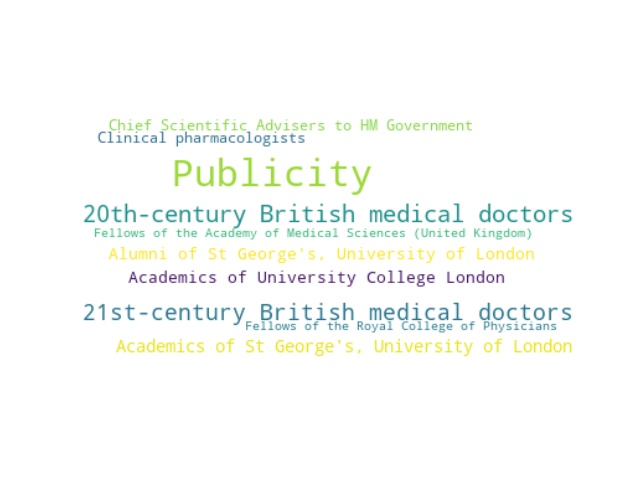 Chief Scientific Advisers to HM Government
Clinical pharmacologists
Publicity
20th-century British medical doctors
Fellows of the Academy of Medical Sciences (United Kingdom)
Alumni of St George's, University of London
Academics of University College London
21st-century British medical doctors
Fellows of the Royal College of Physicians
Academics of St George's, University of London